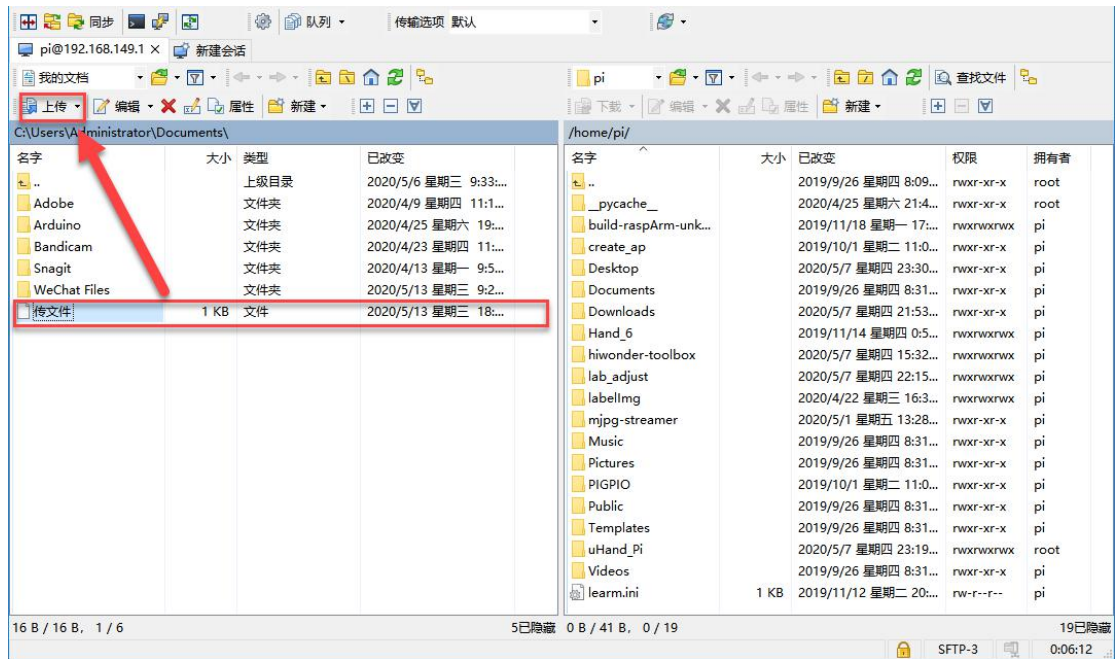 同步 队列 传输选项 默认
pi@192.168.149.1 × 新建会话
我的文档
上传 编辑 属性 新建
C:\Users\Administrator\Documents\
名字 大小 类型 已改变
.. 上级目录 2020/5/6 星期三 9:33:...
Adobe 文件夹 2020/4/9 星期四 11:1...
Arduino 文件夹 2020/4/25 星期六 19:...
Bandicam 文件夹 2020/4/23 星期四 11:...
Snagit 文件夹 2020/4/13 星期一 9:5...
WeChat Files 文件夹 2020/5/13 星期三 9:2...
传文件 1 KB 文件 2020/5/13 星期三 18:...
16 B / 16 B, 1 / 6 5已隐藏
pi 查找文件
下载 编辑 属性 新建
/home/pi/
名字 大小 已改变 权限 拥有者
.. 2019/9/26 星期四 8:09... rwxr-xr-x root
__pycache__ 2020/4/25 星期六 21:4... rwxr-xr-x root
build-raspArm-unk... 2019/11/18 星期一 17:... rwxrwxrwx pi
create_ap 2019/10/1 星期二 11:0... rwxr-xr-x pi
Desktop 2020/5/7 星期四 23:30... rwxr-xr-x pi
Documents 2019/9/26 星期四 8:31... rwxr-xr-x pi
Downloads 2020/5/7 星期四 21:53... rwxr-xr-x pi
Hand_6 2019/11/14 星期四 0:5... rwxrwxrwx pi
hiwonder-toolbox 2020/5/7 星期四 15:32... rwxrwxrwx pi
lab_adjust 2020/5/7 星期四 22:15... rwxrwxrwx pi
labelImg 2020/4/22 星期三 16:3... rwxrwxrwx pi
mjpg-streamer 2020/5/1 星期五 13:28... rwxr-xr-x pi
Music 2019/9/26 星期四 8:31... rwxr-xr-x pi
Pictures 2019/9/26 星期四 8:31... rwxr-xr-x pi
PIGPIO 2019/10/1 星期二 11:0... rwxr-xr-x pi
Public 2019/9/26 星期四 8:31... rwxr-xr-x pi
Templates 2019/9/26 星期四 8:31... rwxr-xr-x pi
uHand_Pi 2020/5/7 星期四 23:19... rwxrwxrwx root
Videos 2019/9/26 星期四 8:31... rwxr-xr-x pi
learm.ini 1 KB 2019/11/12 星期二 20:... rw-r--r-- pi
0 B / 41 B, 0 / 19 19已隐藏
SFTP-3 0:06:12